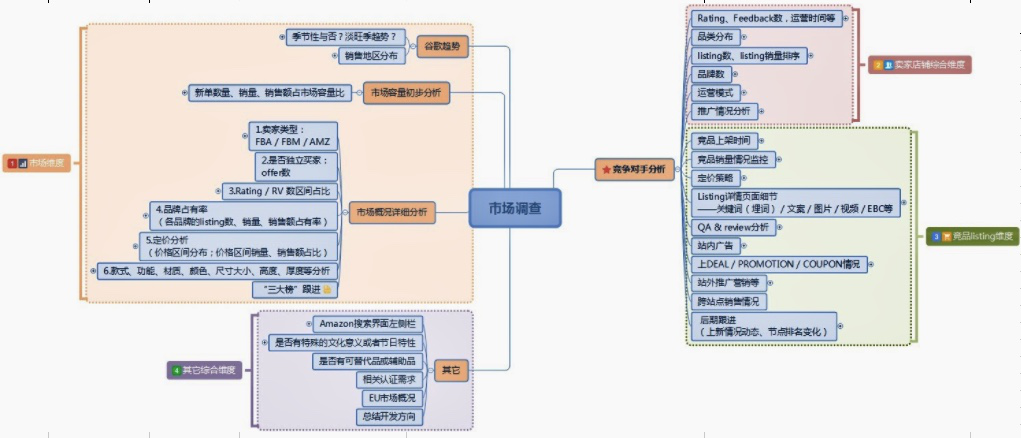 市场调查
1 市场维度
谷歌趋势
季节性与否？淡旺季趋势？
销售地区分布
市场容量初步分析
新单数量、销量、销售额占市场容量比
市场概况详细分析
1.卖家类型：
FBA / FBM / AMZ
2.是否独立买家：
offer数
3.Rating / RV 数区间占比
4.品牌占有率
（各品牌的listing数、销量、销售额占有率）
5.定价分析
（价格区间分布；价格区间销量、销售额占比）
6.款式、功能、材质、颜色、尺寸大小、高度、厚度等分析
“三大榜”跟进
竞争对手分析
2 卖家店铺综合维度
Rating、Feedback数，运营时间等
品类分布
listing数、listing销量排序
品牌数
运营模式
推广情况分析
3 竞品listing维度
竞品上架时间
竞品销量情况监控
定价策略
Listing详情页面细节
——关键词（埋词）/ 文案 / 图片 / 视频 / EBC等
QA & review分析
站内广告
上DEAL / PROMOTION / COUPON情况
站外推广营销等
跨站点销售情况
后期跟进
（上新情况动态、节点排名变化）
4 其它综合维度
其它
Amazon搜索界面左侧栏
是否有特殊的文化意义或者节日特性
是否有可替代品或辅助品
相关认证需求
EU市场概况
总结开发方向